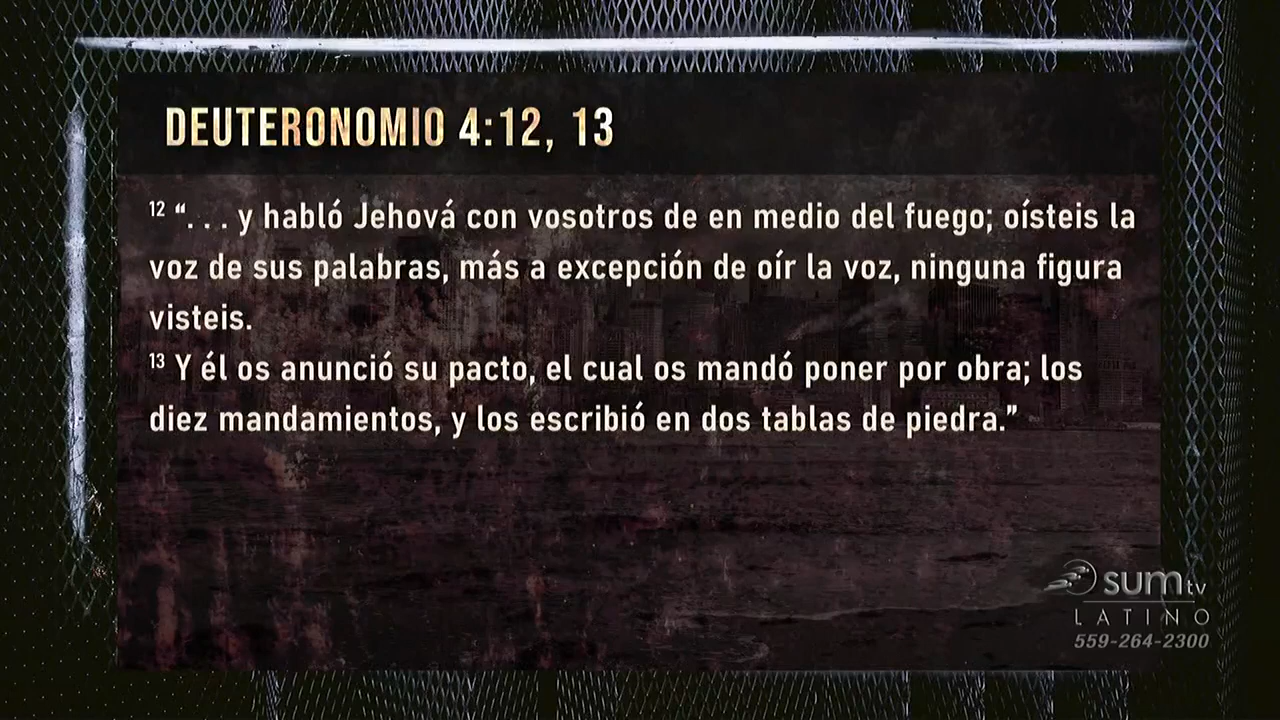 DEUTERONOMIO 4:12, 13
12 “. . . y habló Jehová con vosotros de en medio del fuego; oísteis la
voz de sus palabras, más a excepción de oír la voz, ninguna figura
visteis.
13 Y él os anunció su pacto, el cual os mandó poner por obra; los
diez mandamientos, y los escribió en dos tablas de piedra.”
sumtv
LATINO
559-264-2300